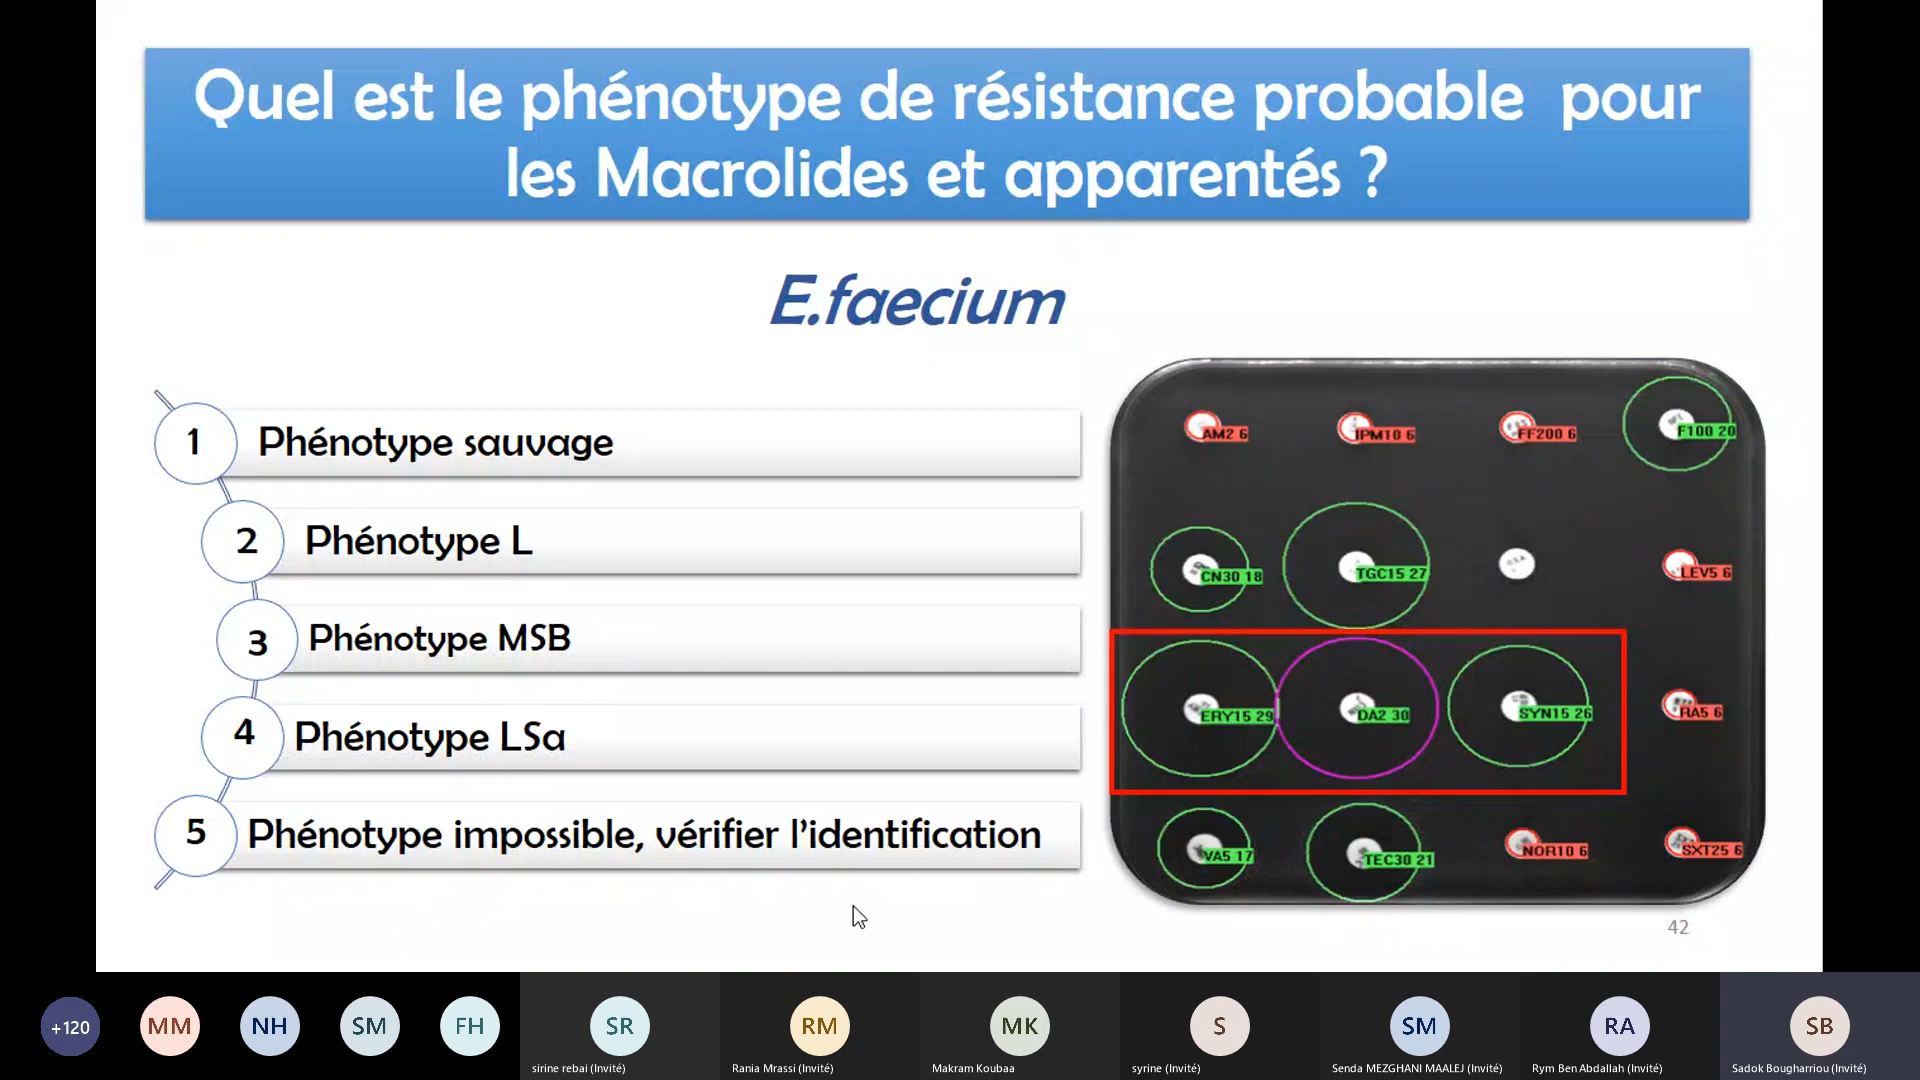 Quel est le phénotype de résistance probable pour
les Macrolides et apparentés ?
E.faecium
1 Phénotype sauvage
2 Phénotype L
3 Phénotype MSB
4 Phénotype LSa
5 Phénotype impossible, vérifier l'identification
AM2 6 IPM10 6 FF200 6 F100 20
CN30 18 TGC15 27 LEV5 6
ERY15 29 DA2 30 SYN15 26 RA5 6
VA5 17 TEC30 21 NOR10 6 SXT25 6
42
+120 MM NH SM FH SR RM MK S SM RA SB
sirine rebai (Invité) Rania Mrassi (Invité) Makram Koubaa syrine (Invité) Senda MEZGHANI MAALEJ (Invité) Rym Ben Abdallah (Invité) Sadok Bougharriou (Invité)